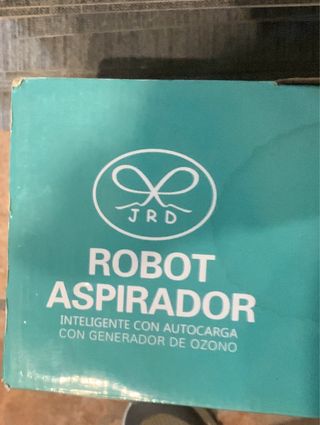 JRD
ROBOT
ASPIRADOR
INTELIGENTE CON AUTOCARGA
CON GENERADOR DE OZONO